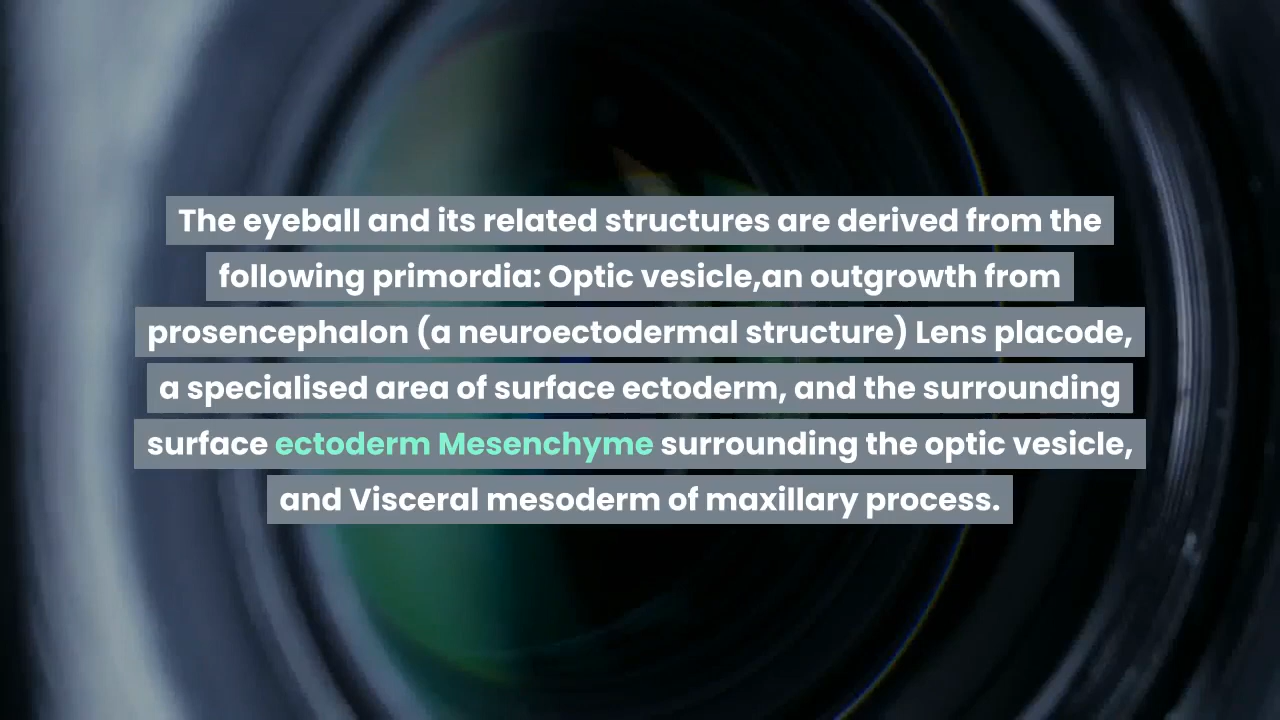 The eyeball and its related structures are derived from the
following primordia: Optic vesicle,an outgrowth from
prosencephalon (a neuroectodermal structure) Lens placode,
a specialised area of surface ectoderm, and the surrounding
surface ectoderm Mesenchyme surrounding the optic vesicle,
and Visceral mesoderm of maxillary process.